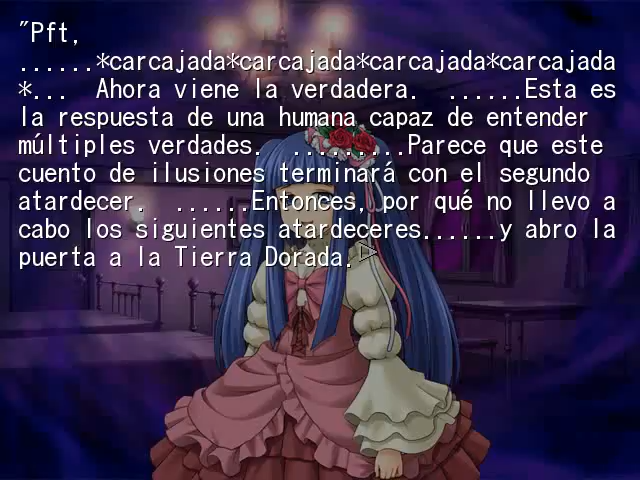 "Pft,
......*carcajada*carcajada*carcajada*carcajada
*...  Ahora viene la verdadera.  ......Esta es
la respuesta de una humana capaz de entender
múltiples verdades.  .........Parece que este
cuento de ilusiones terminará con el segundo
atardecer.  ......Entonces, por qué no llevo a
cabo los siguientes atardeceres......y abro la
puerta a la Tierra Dorada.